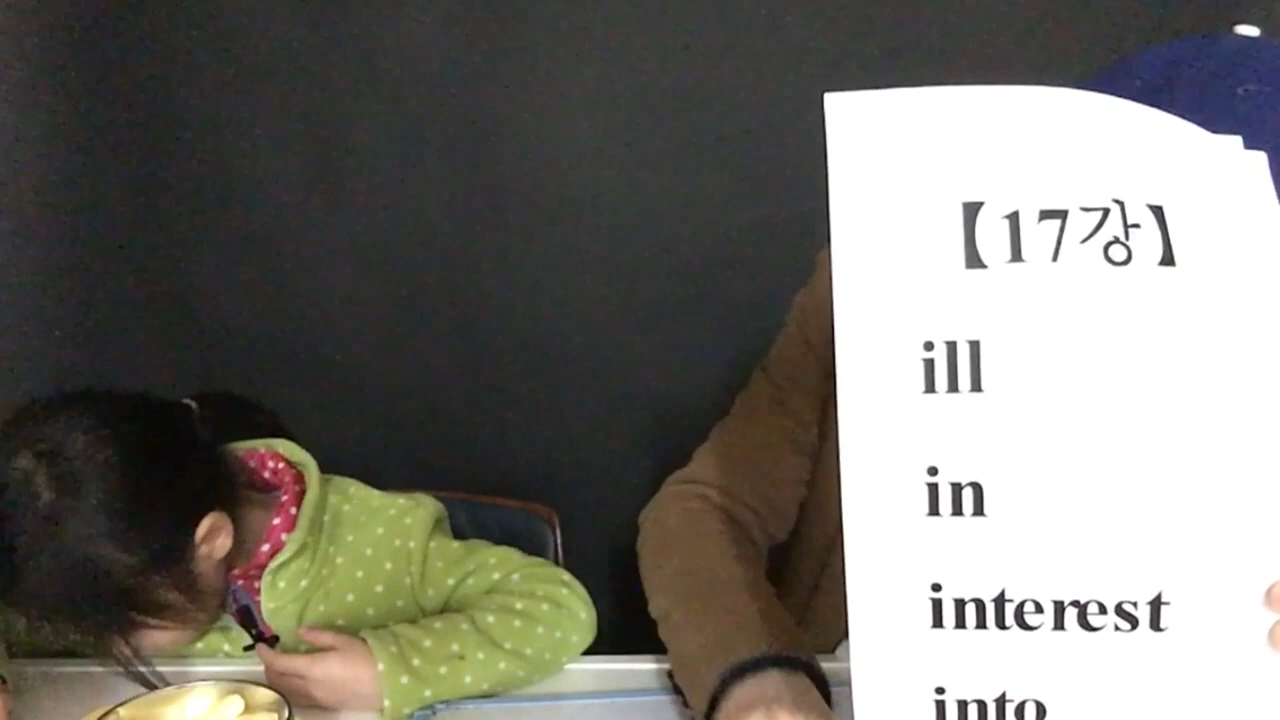 【17강】
ill
in
interest
into